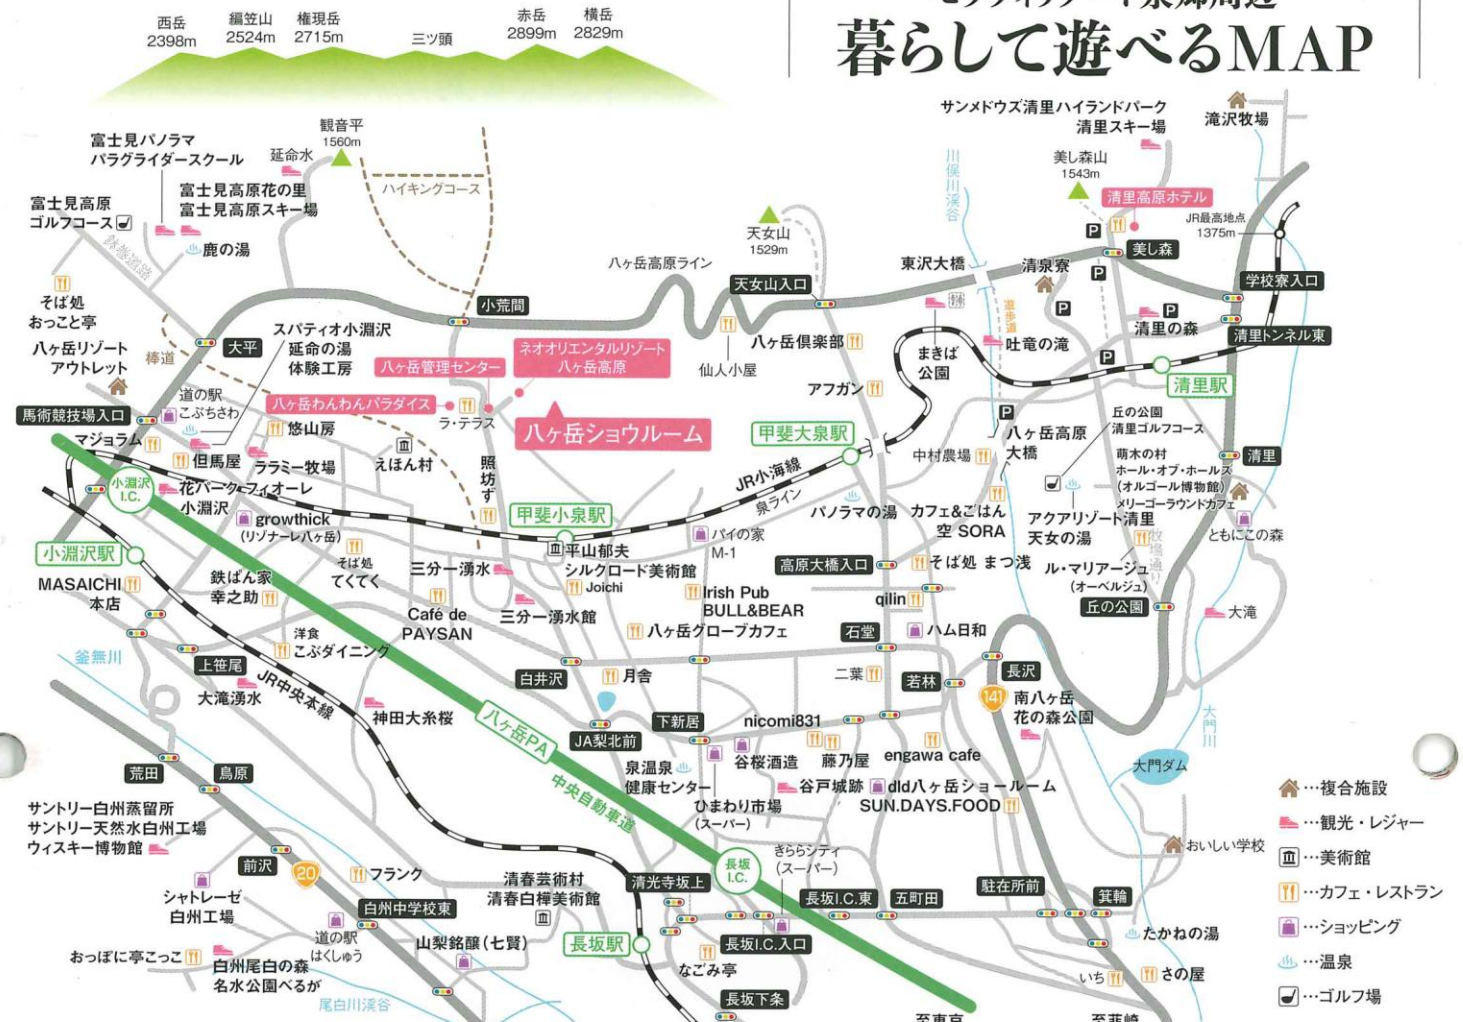 暮らして遊べるMAP
西岳
2398m
編笠山
2524m
権現岳
2715m
三ツ頭
赤岳
2899m
横岳
2829m
富士見パノラマ
パラグライダースクール
延命水
観音平
1560m
ハイキングコース
富士見高原花の里
富士見高原スキー場
富士見高原
ゴルフコース
鉢巻道路
鹿の湯
そば処
おっこと亭
八ヶ岳リゾート
アウトレット
棒道
大平
スパティオ小淵沢
延命の湯
体験工房
小荒間
八ヶ岳高原ライン
天女山
1529m
天女山入口
東沢大橋
川俣川渓谷
サンメドウズ清里ハイランドパーク
清里スキー場
滝沢牧場
美し森山
1543m
清里高原ホテル
JR最高地点
1375m
美し森
清泉寮
学校寮入口
遊歩道
清里の森
清里トンネル東
吐竜の滝
まきば
公園
八ヶ岳倶楽部
仙人小屋
アフガン
清里駅
八ヶ岳管理センター
ネオオリエンタルリゾート
八ヶ岳高原
八ヶ岳わんわんパラダイス
ラ・テラス
八ヶ岳ショウルーム
馬術競技場入口
道の駅
こぶちさわ
マジョラム
但馬屋
悠山房
ララミー牧場
えほん村
照坊ず
小淵沢
I.C.
花パーク フィオーレ
小淵沢
growthick
(リゾナーレ八ヶ岳)
甲斐小泉駅
甲斐大泉駅
JR小海線
泉ライン
パノラマの湯
中村農場
八ヶ岳高原
大橋
丘の公園
清里ゴルフコース
萌木の村
ホール・オブ・ホールズ
(オルゴール博物館)
メリーゴーラウンドカフェ
清里
カフェ&ごはん
空 SORA
アクアリゾート清里
天女の湯
ともにこの森
牧場通り
ル・マリアージュ
(オーベルジュ)
丘の公園
大滝
小淵沢駅
MASAICHI
本店
鉄ぱん家
幸之助
そば処
てくてく
三分一湧水
平山郁夫
シルクロード美術館
パイの家
M-1
Joichi
Irish Pub
BULL&BEAR
Café de
PAYSAN
三分一湧水館
八ヶ岳グローブカフェ
高原大橋入口
そば処 まつ浅
qilin
石堂
ハム日和
洋食
こぶダイニング
釜無川
上笹尾
大滝湧水
JR中央本線
神田大糸桜
白井沢
月舎
二葉
若林
長沢
141
南八ヶ岳
花の森公園
大門川
大門ダム
八ヶ岳PA
JA梨北前
下新居
nicomi831
谷桜酒造
藤乃屋
engawa cafe
泉温泉
健康センター
谷戸城跡
dld八ヶ岳ショールーム
SUN.DAYS.FOOD
ひまわり市場
(スーパー)
中央自動車道
荒田
鳥原
サントリー白州蒸留所
サントリー天然水白州工場
ウィスキー博物館
前沢
20
フランク
シャトレーゼ
白州工場
白州中学校東
道の駅
はくしゅう
おっぽに亭こっこ
白州尾白の森
名水公園べるが
尾白川渓谷
山梨銘醸(七賢)
清春芸術村
清春白樺美術館
清光寺坂上
長坂駅
長坂
I.C.
きららシティ
(スーパー)
長坂I.C.東
五町田
駐在所前
箕輪
長坂I.C.入口
なごみ亭
長坂下条
おいしい学校
たかねの湯
いち
さの屋
至東京
至韮崎
…複合施設
…観光・レジャー
…美術館
…カフェ・レストラン
…ショッピング
…温泉
…ゴルフ場